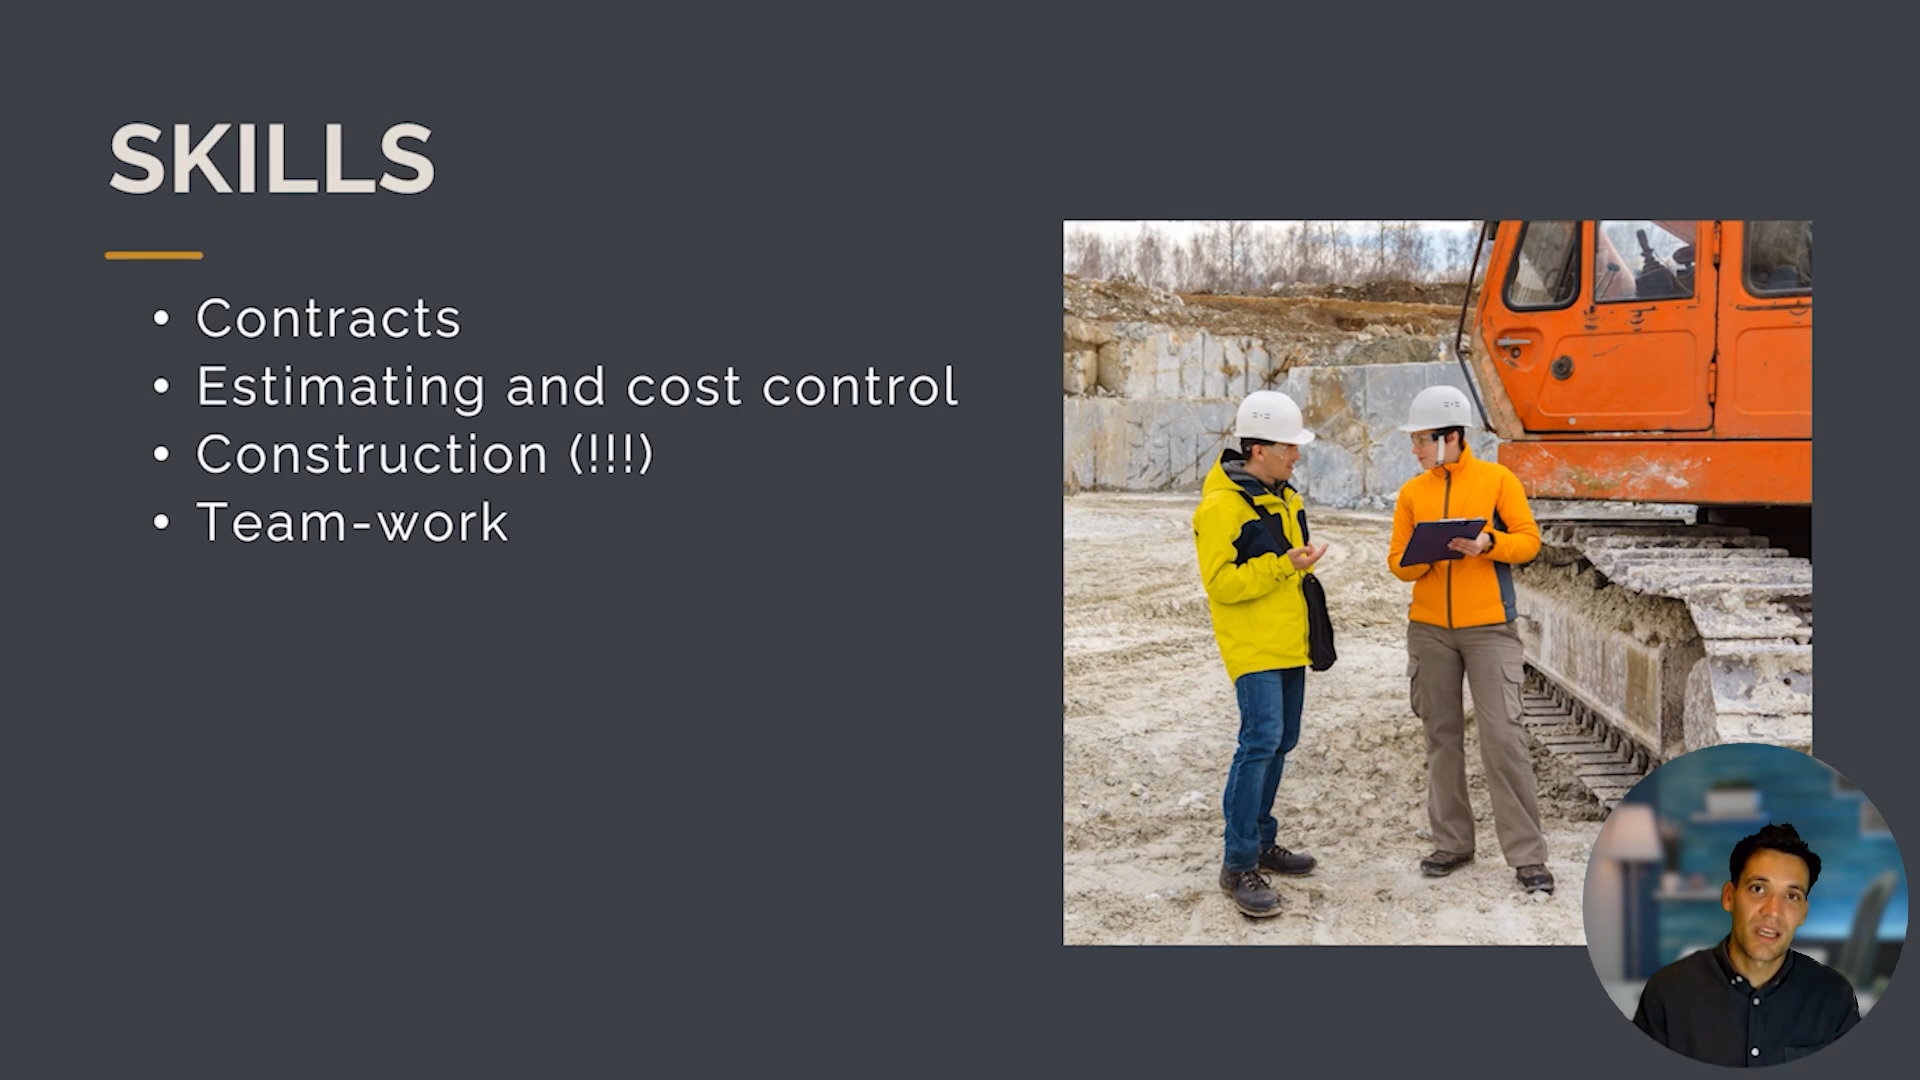 SKILLS
• Contracts
• Estimating and cost control
• Construction (!!!)
• Team-work